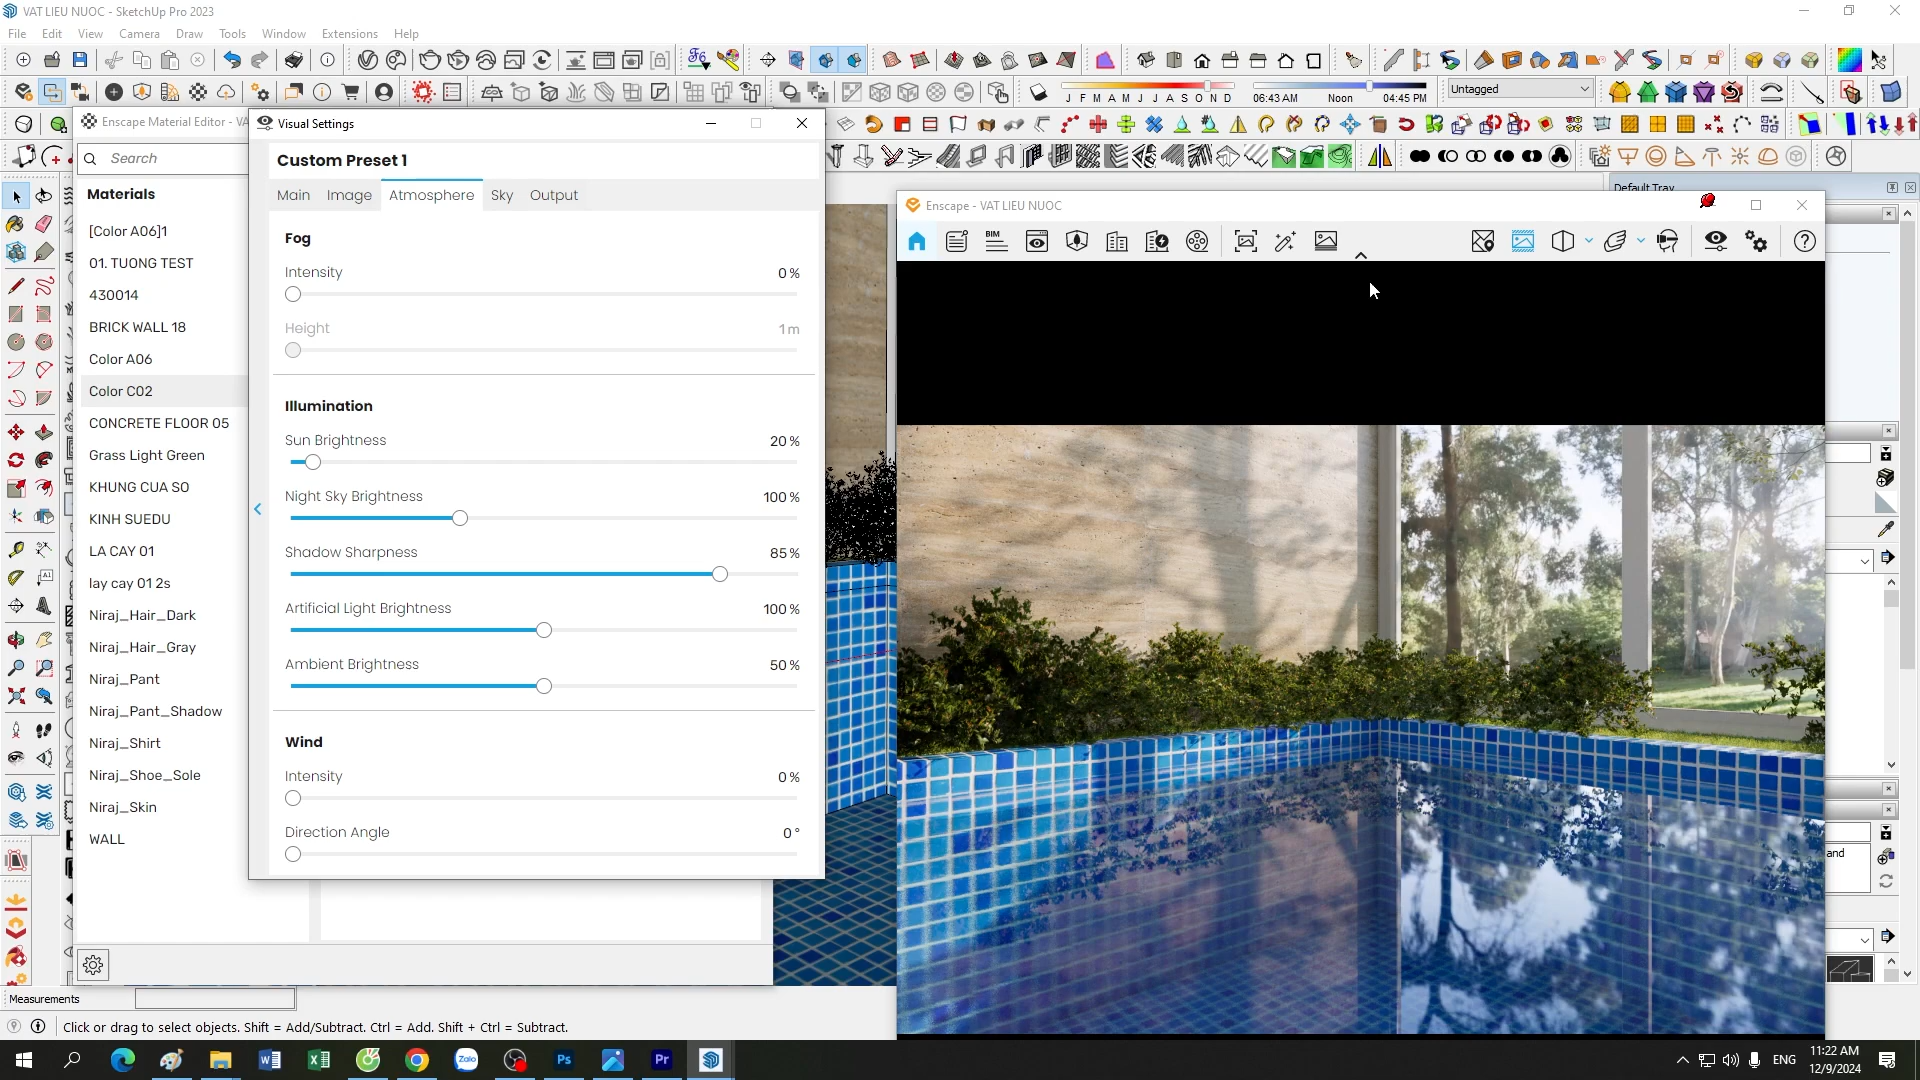 VAT LIEU NUOC - SketchUp Pro 2023
File Edit View Camera Draw Tools Window Extensions Help
J F M A M J J A S O N D
06:43 AM Noon 04:45 PM
Untagged
Enscape Material Editor - VA
Search
Materials
[Color A06]1
01. TUONG TEST
430014
BRICK WALL 18
Color A06
Color C02
CONCRETE FLOOR 05
Grass Light Green
KHUNG CUA SO
KINH SUEDU
LA CAY 01
lay cay 01 2s
Niraj_Hair_Dark
Niraj_Hair_Gray
Niraj_Pant
Niraj_Pant_Shadow
Niraj_Shirt
Niraj_Shoe_Sole
Niraj_Skin
WALL
Visual Settings
Custom Preset 1
Main Image Atmosphere Sky Output
Fog
Intensity 0 %
Height 1 m
Illumination
Sun Brightness 20 %
Night Sky Brightness 100 %
Shadow Sharpness 85 %
Artificial Light Brightness 100 %
Ambient Brightness 50 %
Wind
Intensity 0 %
Direction Angle 0 °
Default Tray
Enscape - VAT LIEU NUOC
BIM
and
Measurements
Click or drag to select objects. Shift = Add/Subtract. Ctrl = Add. Shift + Ctrl = Subtract.
Zalo
Ps
Pr
ENG
11:22 AM
12/9/2024